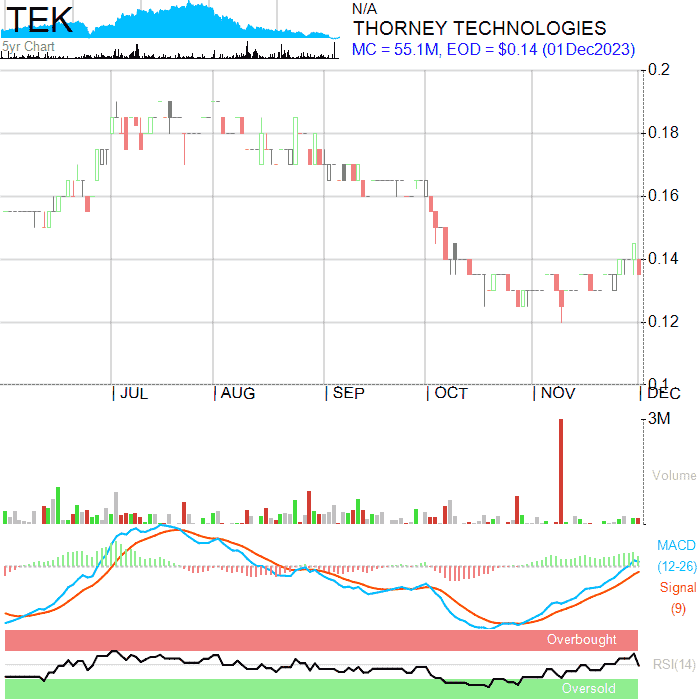 TEK
N/A
THORNEY TECHNOLOGIES
5yr Chart
MC = 55.1M, EOD = $0.14 (01Dec2023)
0.2
0.18
0.16
0.14
0.12
0.1
JUL AUG SEP OCT NOV DEC
3M
Volume
MACD
(12-26)
Signal
(9)
Overbought
RSI(14)
Oversold